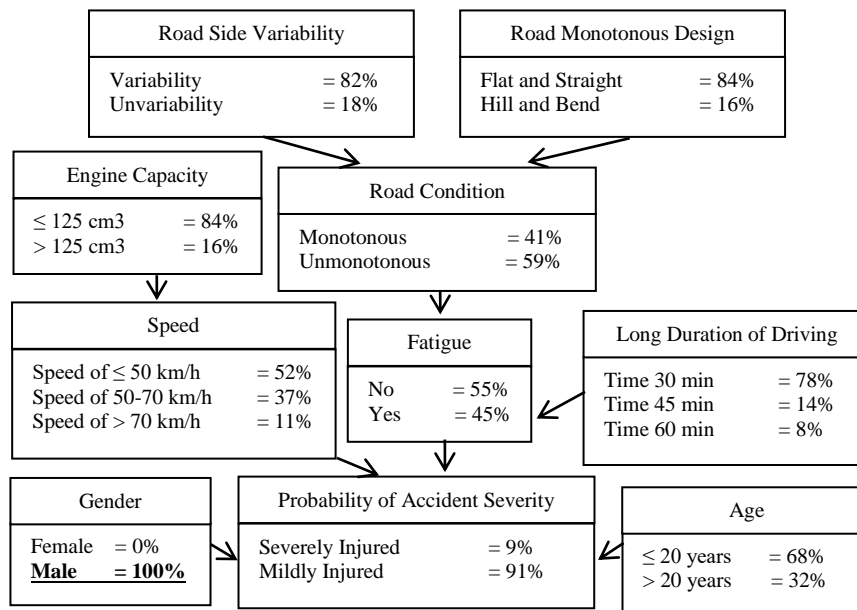 Road Side Variability
Variability = 82%
Unvariability = 18%
Road Monotonous Design
Flat and Straight = 84%
Hill and Bend = 16%
Engine Capacity
≤ 125 cm3 = 84%
> 125 cm3 = 16%
Road Condition
Monotonous = 41%
Unmonotonous = 59%
Speed
Speed of ≤ 50 km/h = 52%
Speed of 50-70 km/h = 37%
Speed of > 70 km/h = 11%
Fatigue
No = 55%
Yes = 45%
Long Duration of Driving
Time 30 min = 78%
Time 45 min = 14%
Time 60 min = 8%
Gender
Female = 0%
Male = 100%
Probability of Accident Severity
Severely Injured = 9%
Mildly Injured = 91%
Age
≤ 20 years = 68%
> 20 years = 32%